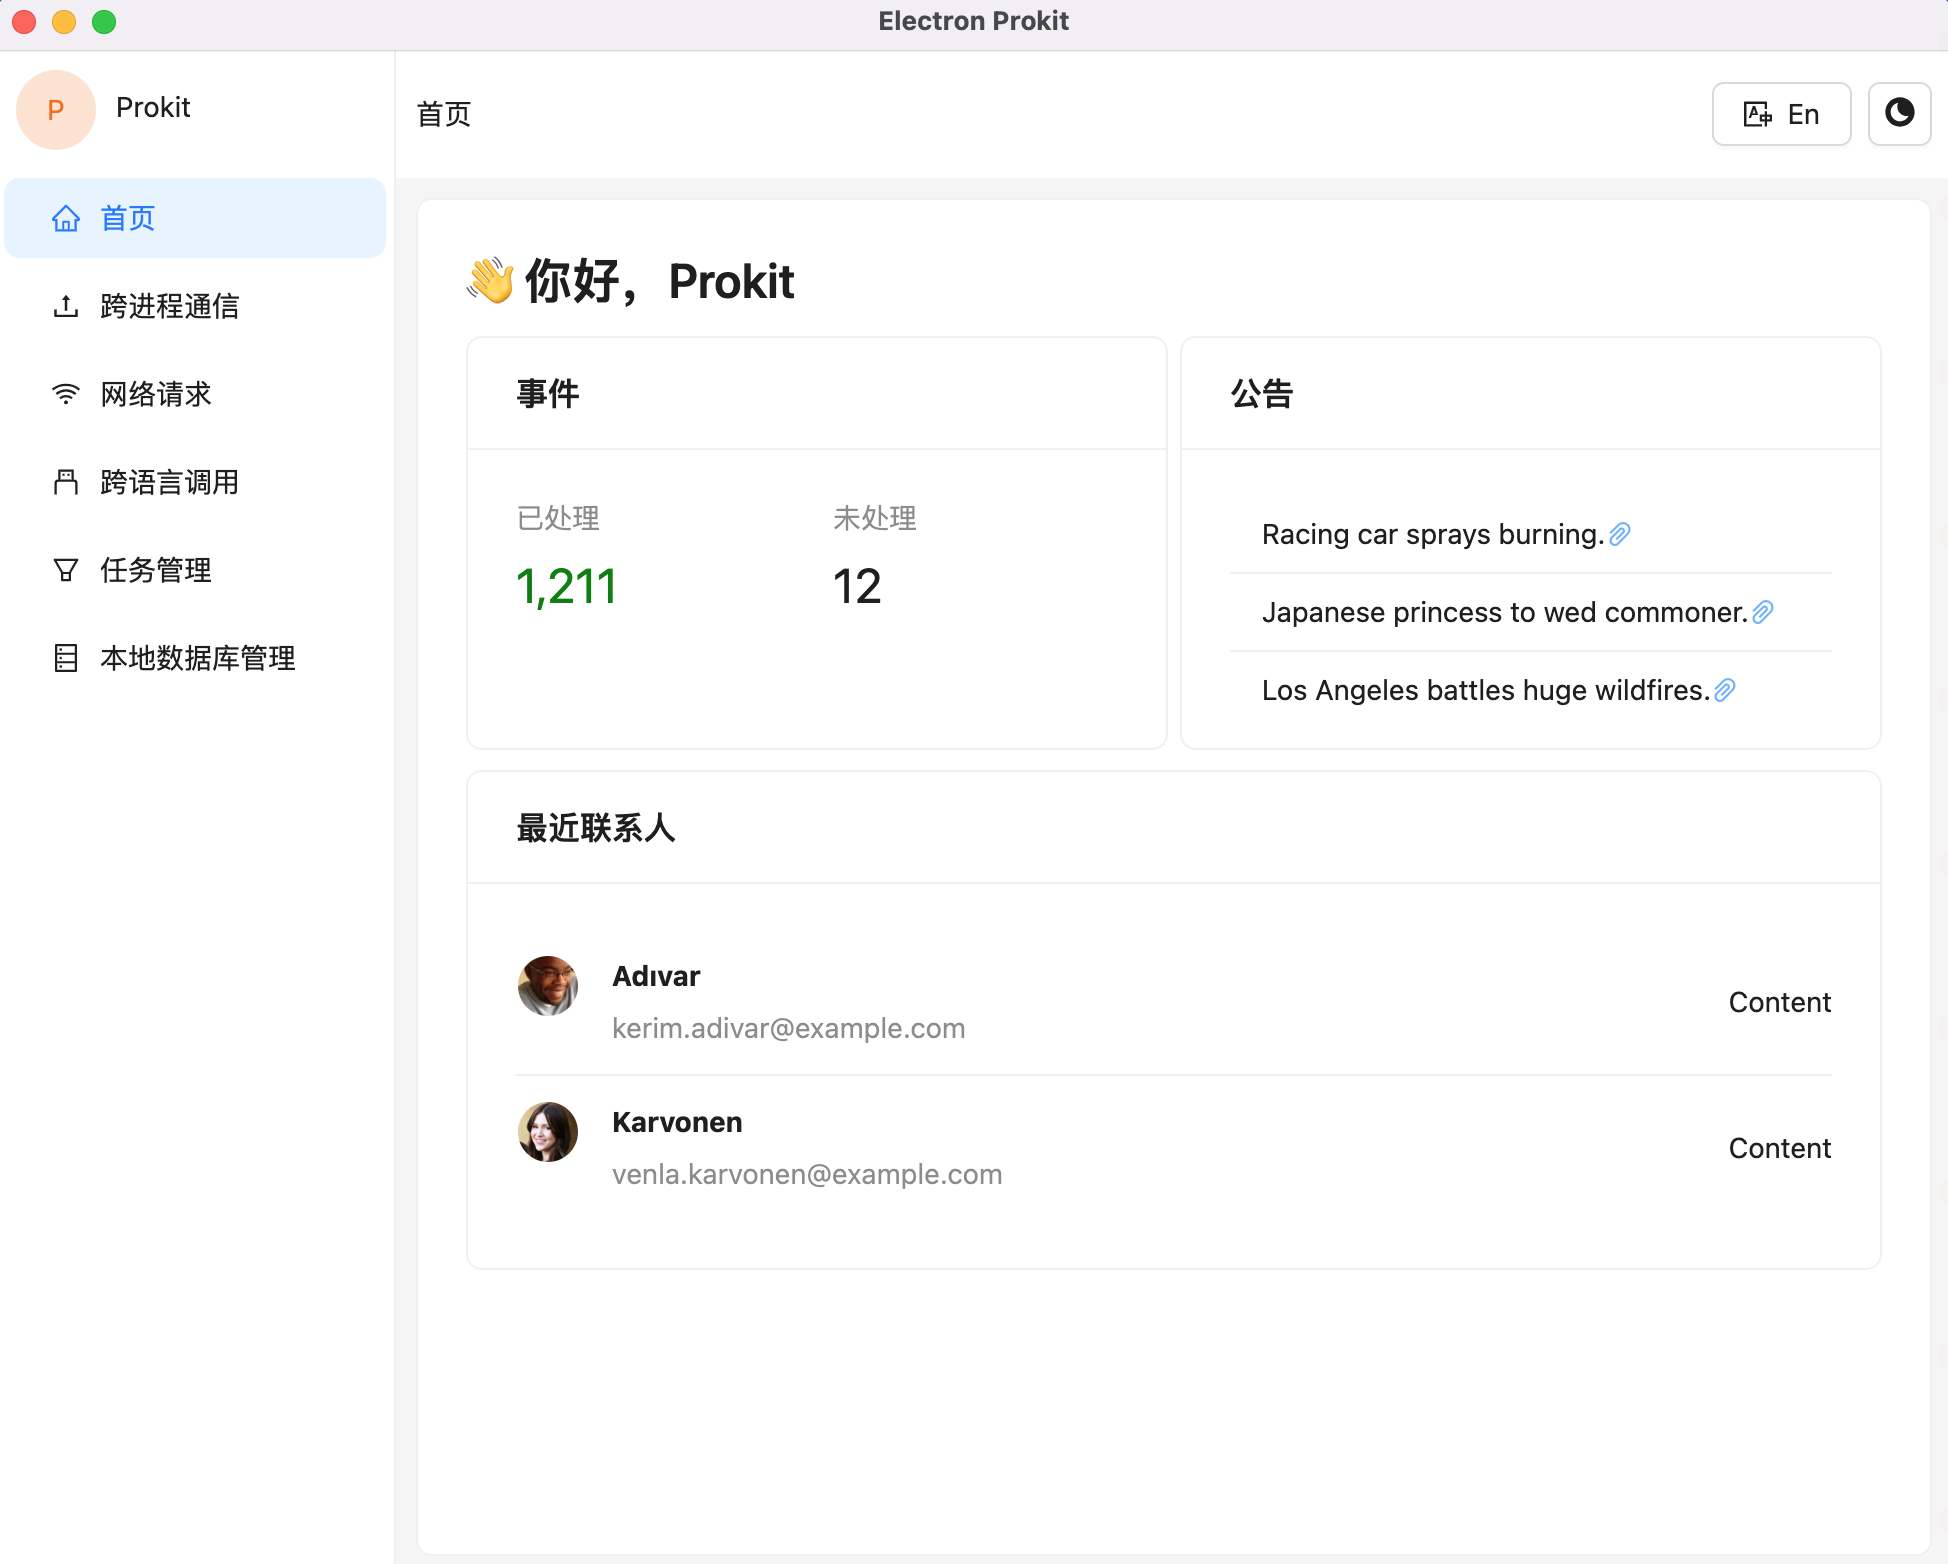 Electron Prokit
P
Prokit
首页
跨进程通信
网络请求
跨语言调用
任务管理
本地数据库管理
首页
En
👋 你好，Prokit
事件
已处理
未处理
1,211
12
公告
Racing car sprays burning.
Japanese princess to wed commoner.
Los Angeles battles huge wildfires.
最近联系人
Adıvar
kerim.adivar@example.com
Content
Karvonen
venla.karvonen@example.com
Content